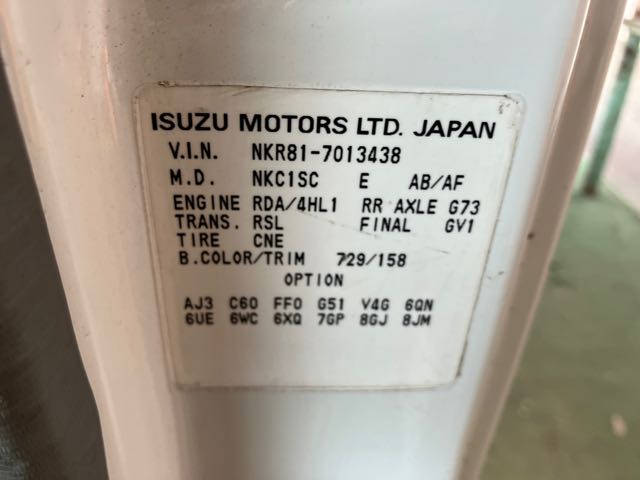 ISUZU MOTORS LTD. JAPAN
V.I.N. NKR81-7013438
M.D. NKC1SC E AB/AF
ENGINE RDA/4HL1 RR AXLE G73
TRANS. RSL FINAL GV1
TIRE CNE
B.COLOR/TRIM 729/158
OPTION
AJ3 C60 FF0 G51 V4G 6QN
6UE 6WC 6XQ 7GP 8GJ 8JM